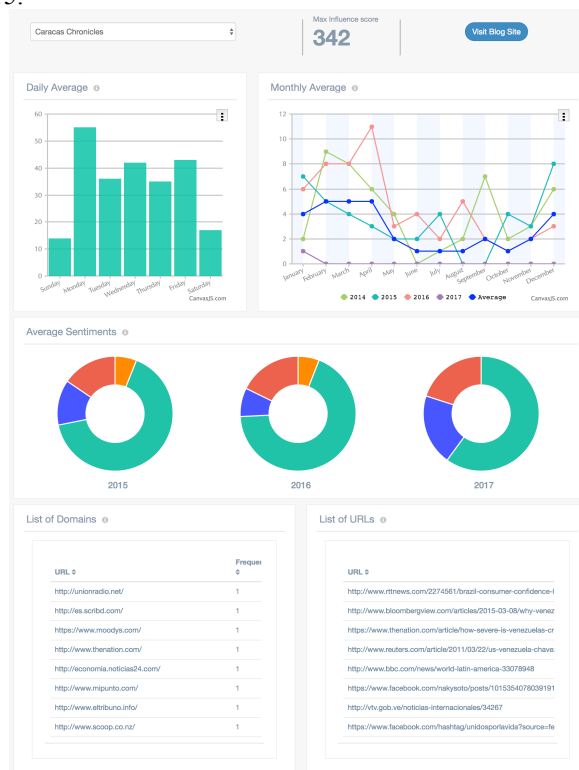 Caracas Chronicles
Max Influence score
342
Visit Blog Site
Daily Average
60
50
40
30
20
10
0
Sunday
Monday
Tuesday
Wednesday
Thursday
Friday
Saturday
CanvasJS.com
Monthly Average
12
10
8
6
4
2
0
January
February
March
April
May
June
July
August
September
October
November
December
2014 2015 2016 2017 Average
CanvasJS.com
Average Sentiments
2015
2016
2017
List of Domains
URL
Frequen
http://unionradio.net/ 1
http://es.scribd.com/ 1
https://www.moodys.com/ 1
http://www.thenation.com/ 1
http://economia.noticias24.com/ 1
http://www.mipunto.com/ 1
http://www.eltribuno.info/ 1
http://www.scoop.co.nz/ 1
List of URLs
URL
http://www.rttnews.com/2274561/brazil-consumer-confidence-l
http://www.bloombergview.com/articles/2015-03-08/why-venez
https://www.thenation.com/article/how-severe-is-venezuelas-cr
http://www.reuters.com/article/2011/03/22/us-venezuela-chave
http://www.bbc.com/news/world-latin-america-33078948
https://www.facebook.com/nskysoto/posts/1015354078039191
http://vtv.gob.ve/noticias-internacionales/34267
https://www.facebook.com/hashtag/unidosporlavida?source=fe